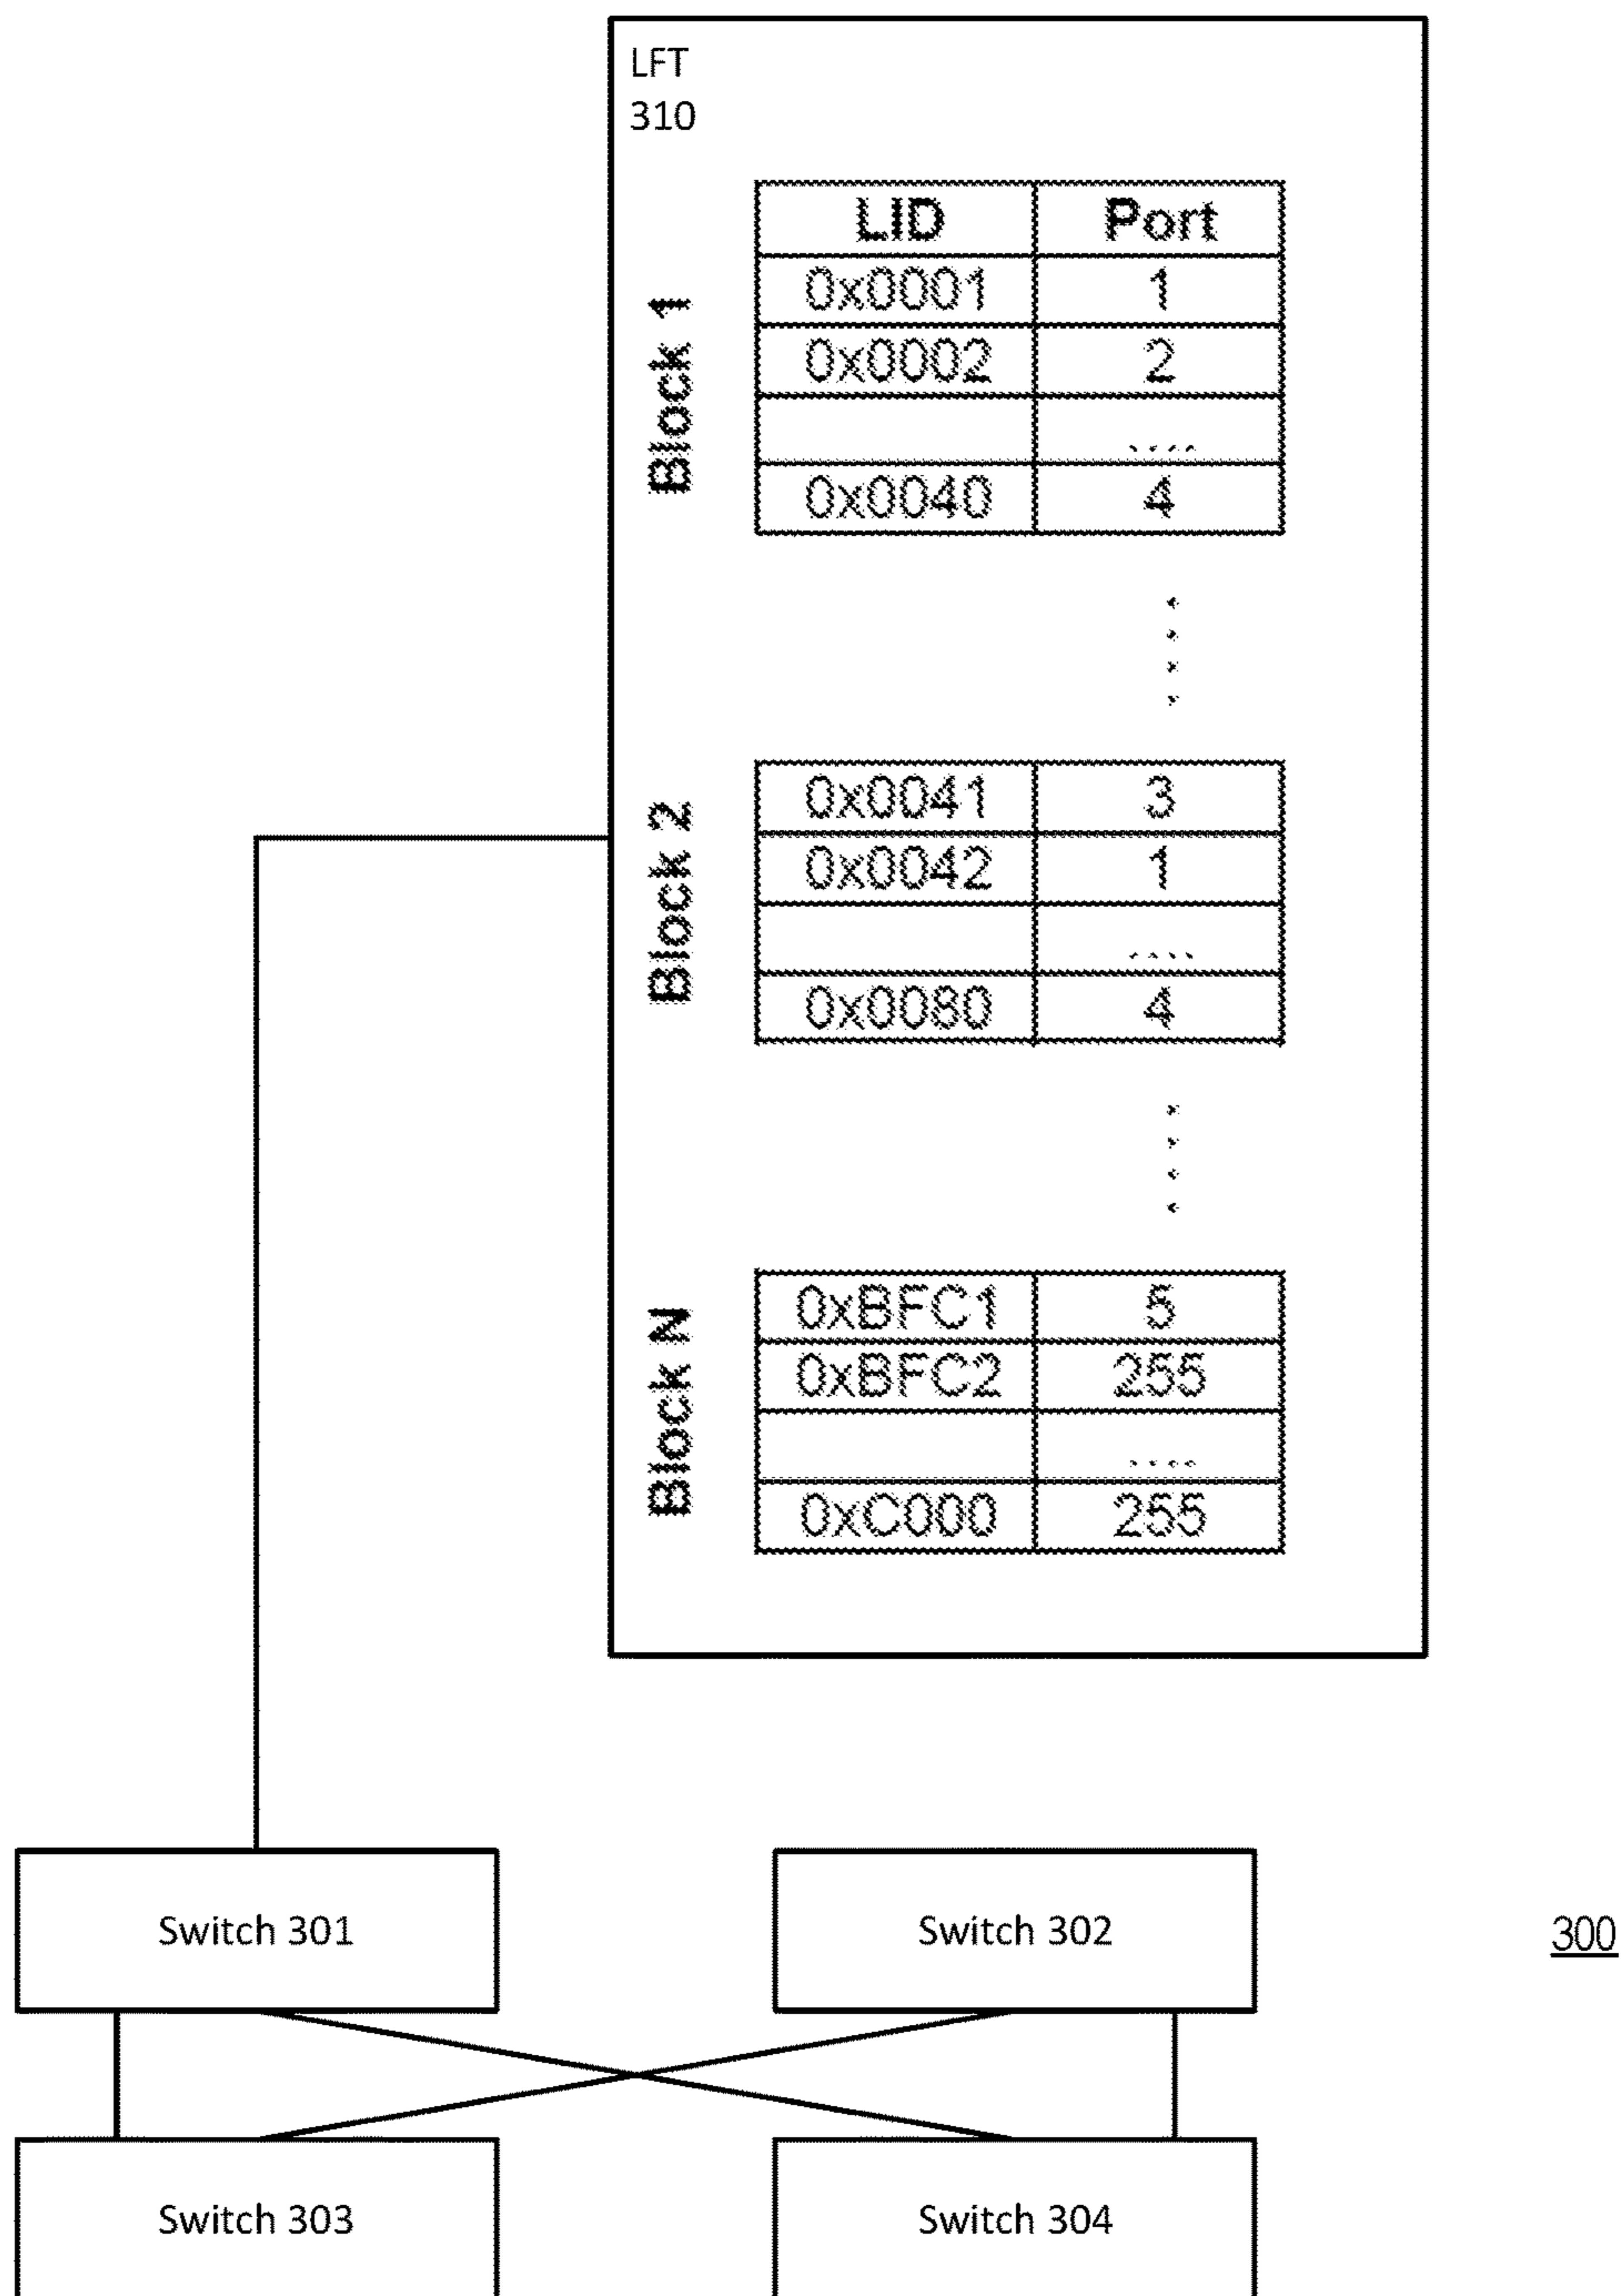 LFT
310
Block 1
LID Port
0x0001 1
0x0002 2
....
0x0040 4
Block 2
0x0041 3
0x0042 1
....
0x0080 4
Block N
0xBFC1 5
0xBFC2 255
....
0xC000 255
Switch 301 Switch 302
300
Switch 303 Switch 304